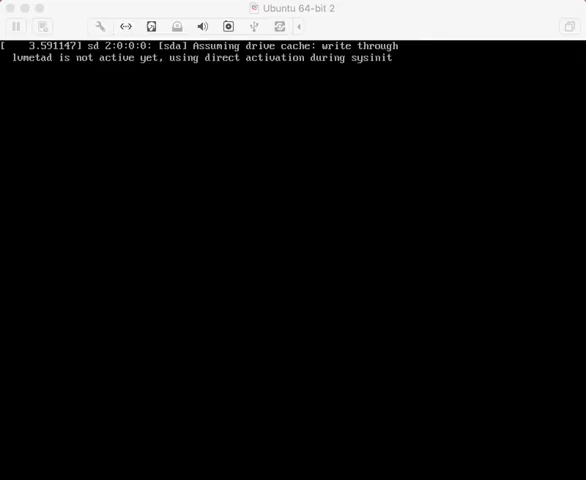 Ubuntu 64-bit 2
[    3.591147] sd 2:0:0:0: [sda] Assuming drive cache: write through
  lvmetad is not active yet, using direct activation during sysinit